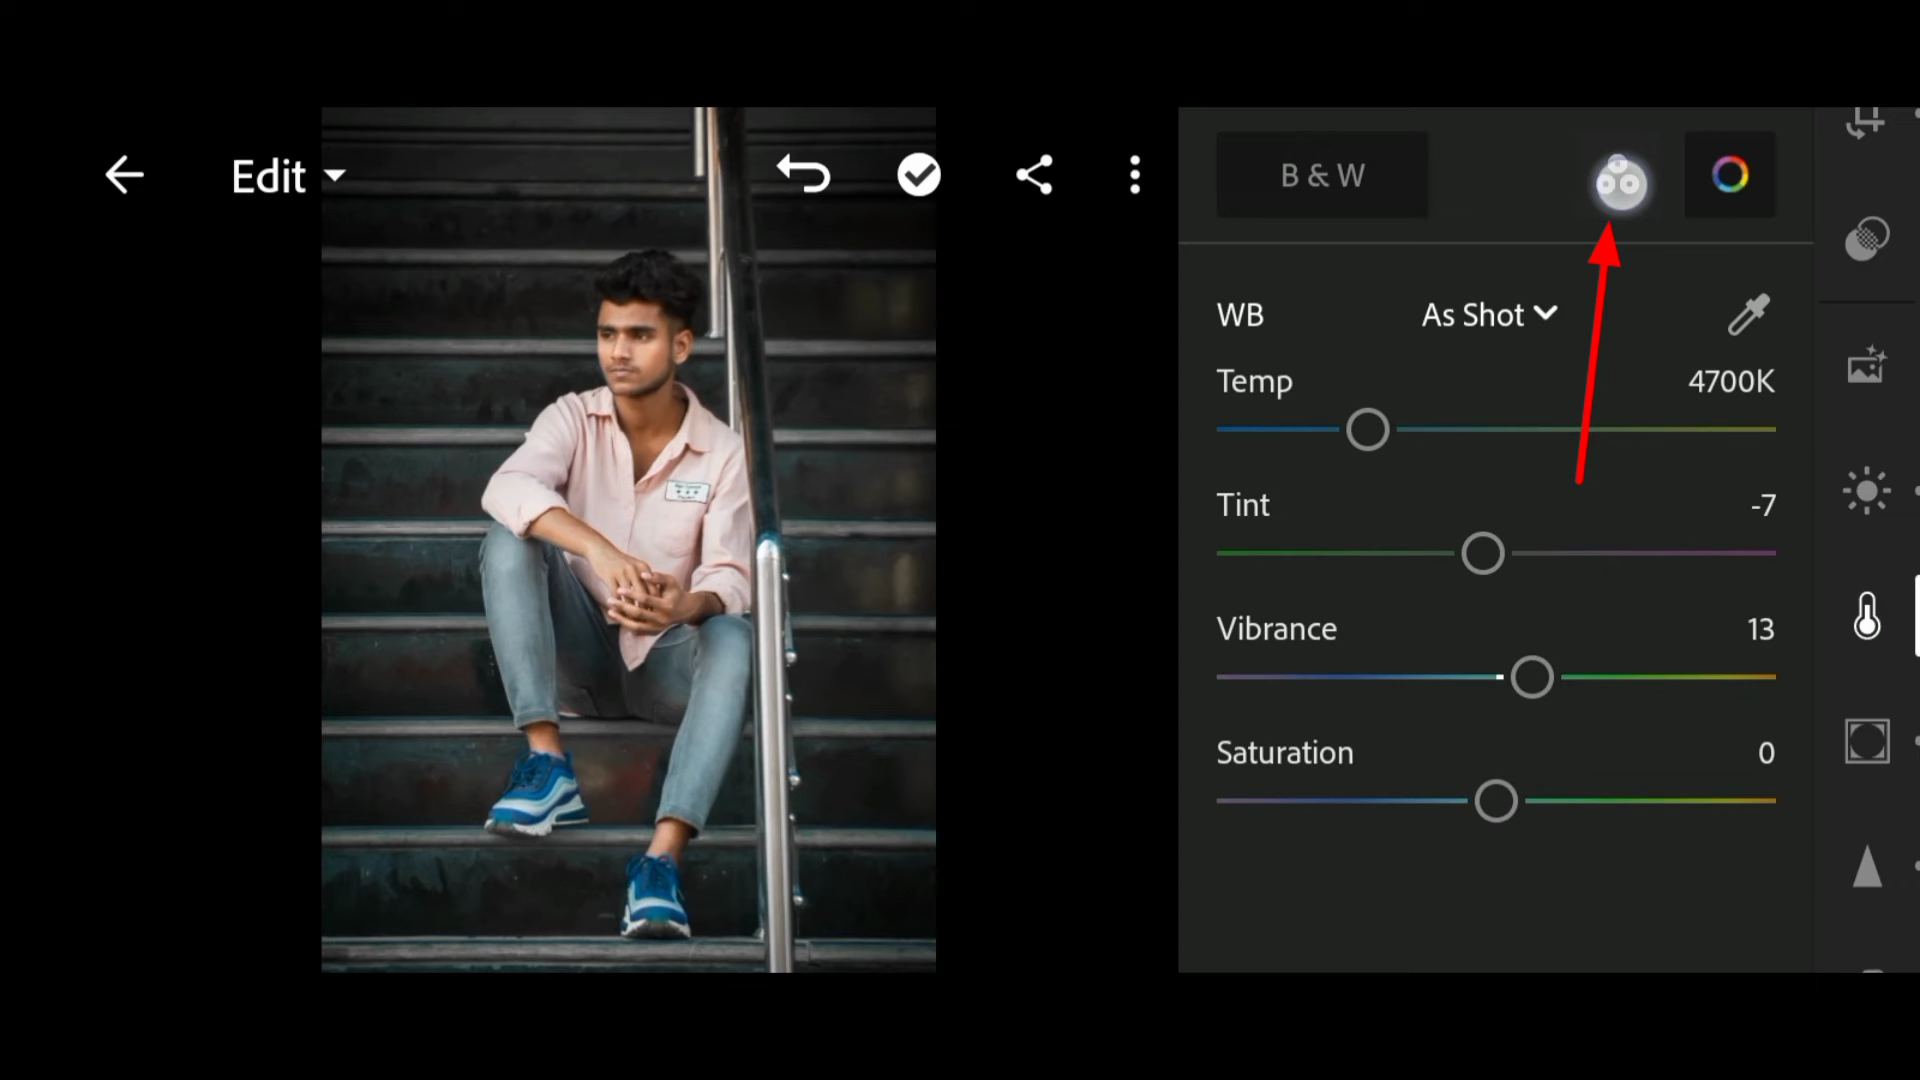 Edit
B & W
WB As Shot
Temp 4700K
Tint -7
Vibrance 13
Saturation 0